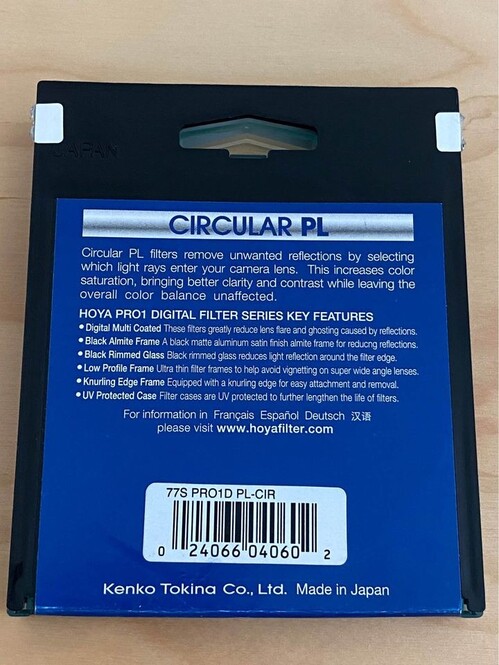 JAPAN
CIRCULAR PL
Circular PL filters remove unwanted reflections by selecting
which light rays enter your camera lens. This increases color
saturation, bringing better clarity and contrast while leaving the
overall color balance unaffected.
HOYA PRO1 DIGITAL FILTER SERIES KEY FEATURES
• Digital Multi Coated These filters greatly reduce lens flare and ghosting caused by reflections.
• Black Almite Frame A black matte aluminum satin finish almite frame for reducng reflections.
• Black Rimmed Glass Black rimmed glass reduces light reflection around the filter edge.
• Low Profile Frame Ultra thin filter frames to help avoid vignetting on super wide angle lenses.
• Knurling Edge Frame Equipped with a knurling edge for easy attachment and removal.
• UV Protected Case Filter cases are UV protected to further lengthen the life of filters.
For information in Français Español Deutsch 汉语
please visit www.hoyafilter.com
77S PRO1D PL-CIR
0 24066 04060 2
Kenko Tokina Co., Ltd. Made in Japan